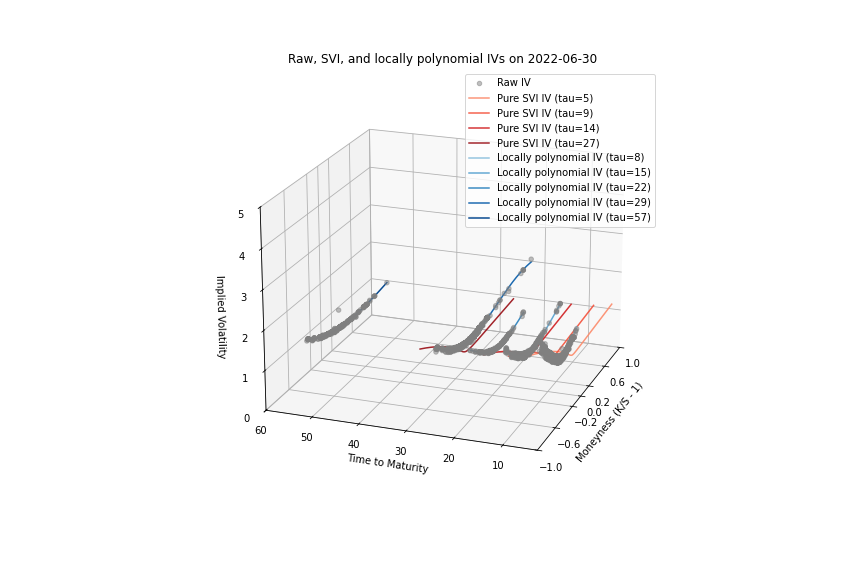 Raw, SVI, and locally polynomial IVs on 2022-06-30
Raw IV
Pure SVI IV (tau=5)
Pure SVI IV (tau=9)
Pure SVI IV (tau=14)
Pure SVI IV (tau=27)
Locally polynomial IV (tau=8)
Locally polynomial IV (tau=15)
Locally polynomial IV (tau=22)
Locally polynomial IV (tau=29)
Locally polynomial IV (tau=57)
5
4
3
2
1
0
Implied Volatility
60
50
40
30
20
10
Time to Maturity
1.0
0.6
0.2
0.0
−0.2
−0.6
−1.0
Moneyness (K/S - 1)